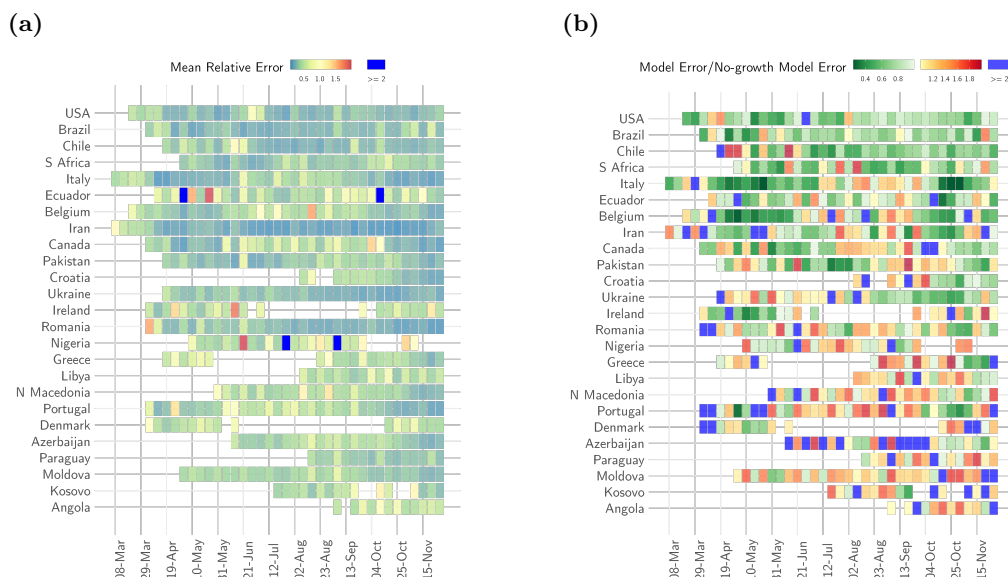 (a)
Mean Relative Error
0.5 1.0 1.5
>= 2
USA
Brazil
Chile
S Africa
Italy
Ecuador
Belgium
Iran
Canada
Pakistan
Croatia
Ukraine
Ireland
Romania
Nigeria
Greece
Libya
N Macedonia
Portugal
Denmark
Azerbaijan
Paraguay
Moldova
Kosovo
Angola
08-Mar
29-Mar
19-Apr
10-May
31-May
21-Jun
12-Jul
02-Aug
23-Aug
13-Sep
04-Oct
25-Oct
15-Nov
(b)
Model Error/No-growth Model Error
0.4 0.6 0.8
1.2 1.4 1.6 1.8
>= 2
USA
Brazil
Chile
S Africa
Italy
Ecuador
Belgium
Iran
Canada
Pakistan
Croatia
Ukraine
Ireland
Romania
Nigeria
Greece
Libya
N Macedonia
Portugal
Denmark
Azerbaijan
Paraguay
Moldova
Kosovo
Angola
08-Mar
29-Mar
19-Apr
10-May
31-May
21-Jun
12-Jul
02-Aug
23-Aug
13-Sep
04-Oct
25-Oct
15-Nov